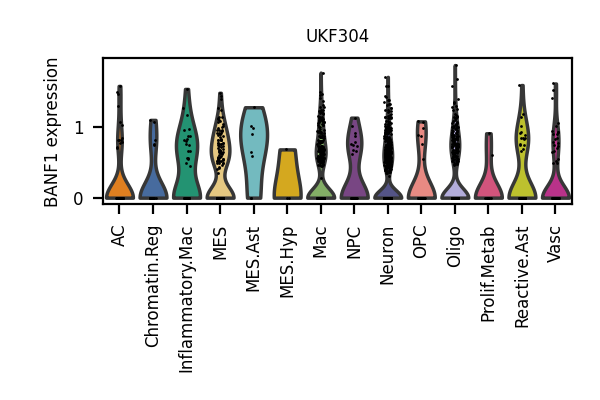 UKF304
BANF1 expression
1
0
AC
Chromatin.Reg
Inflammatory.Mac
MES
MES.Ast
MES.Hyp
Mac
NPC
Neuron
OPC
Oligo
Prolif.Metab
Reactive.Ast
Vasc